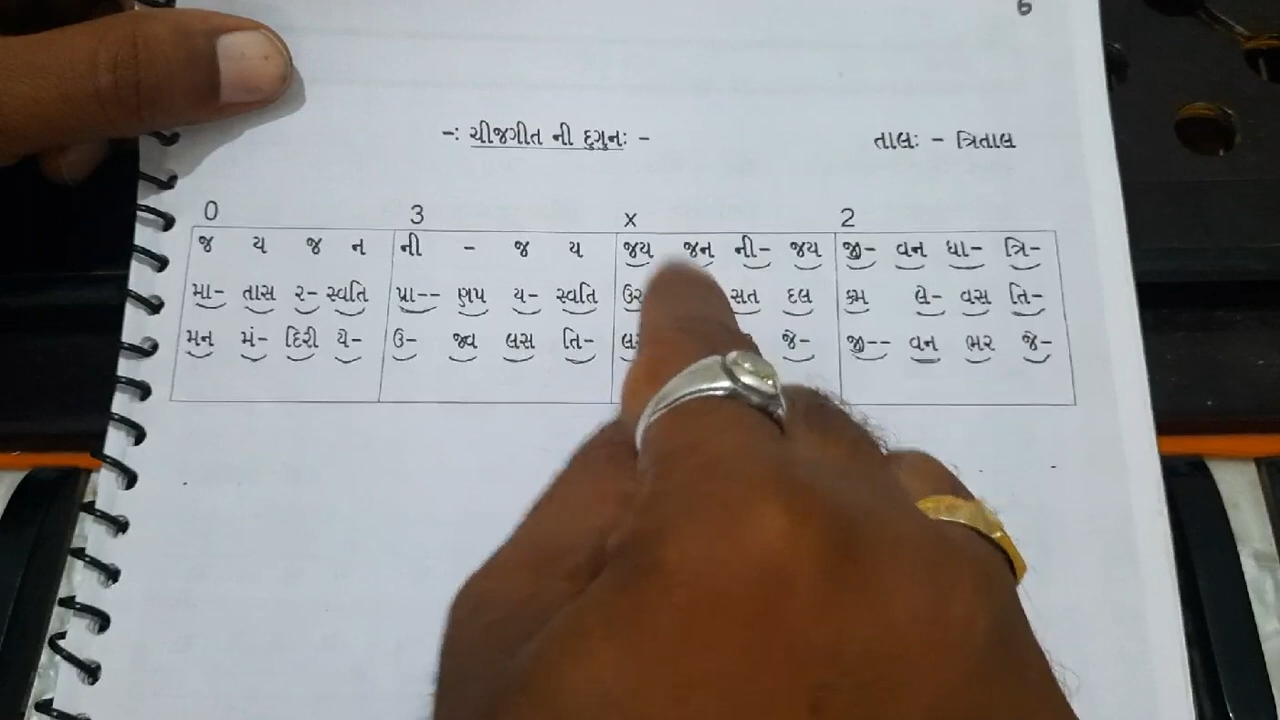 6
-: ચીજગીત ની દુગુનઃ - તાલઃ - ત્રિતાલ
0 3 x 2
જ ય જ ન ની - જ ય જય જન ની- જય જી- વન ધા- ત્રિ-
મા- તાસ ર- સ્વતિ પ્રા-- ણપ ય- સ્વતિ સત દલ ક્મ લે- વસ તિ-
મન મં- દિરી યે- ઉ- જ્વ લસ તિ- જે- જી-- વન ભર જે-